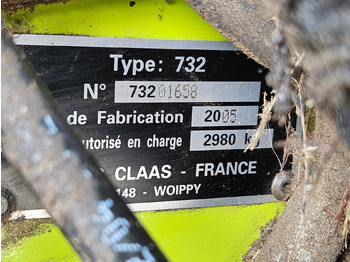 Type: 732
N° 73201658
de Fabrication 2005
utorisé en charge 2980 k
CLAAS - FRANCE
148 - WOIPPY